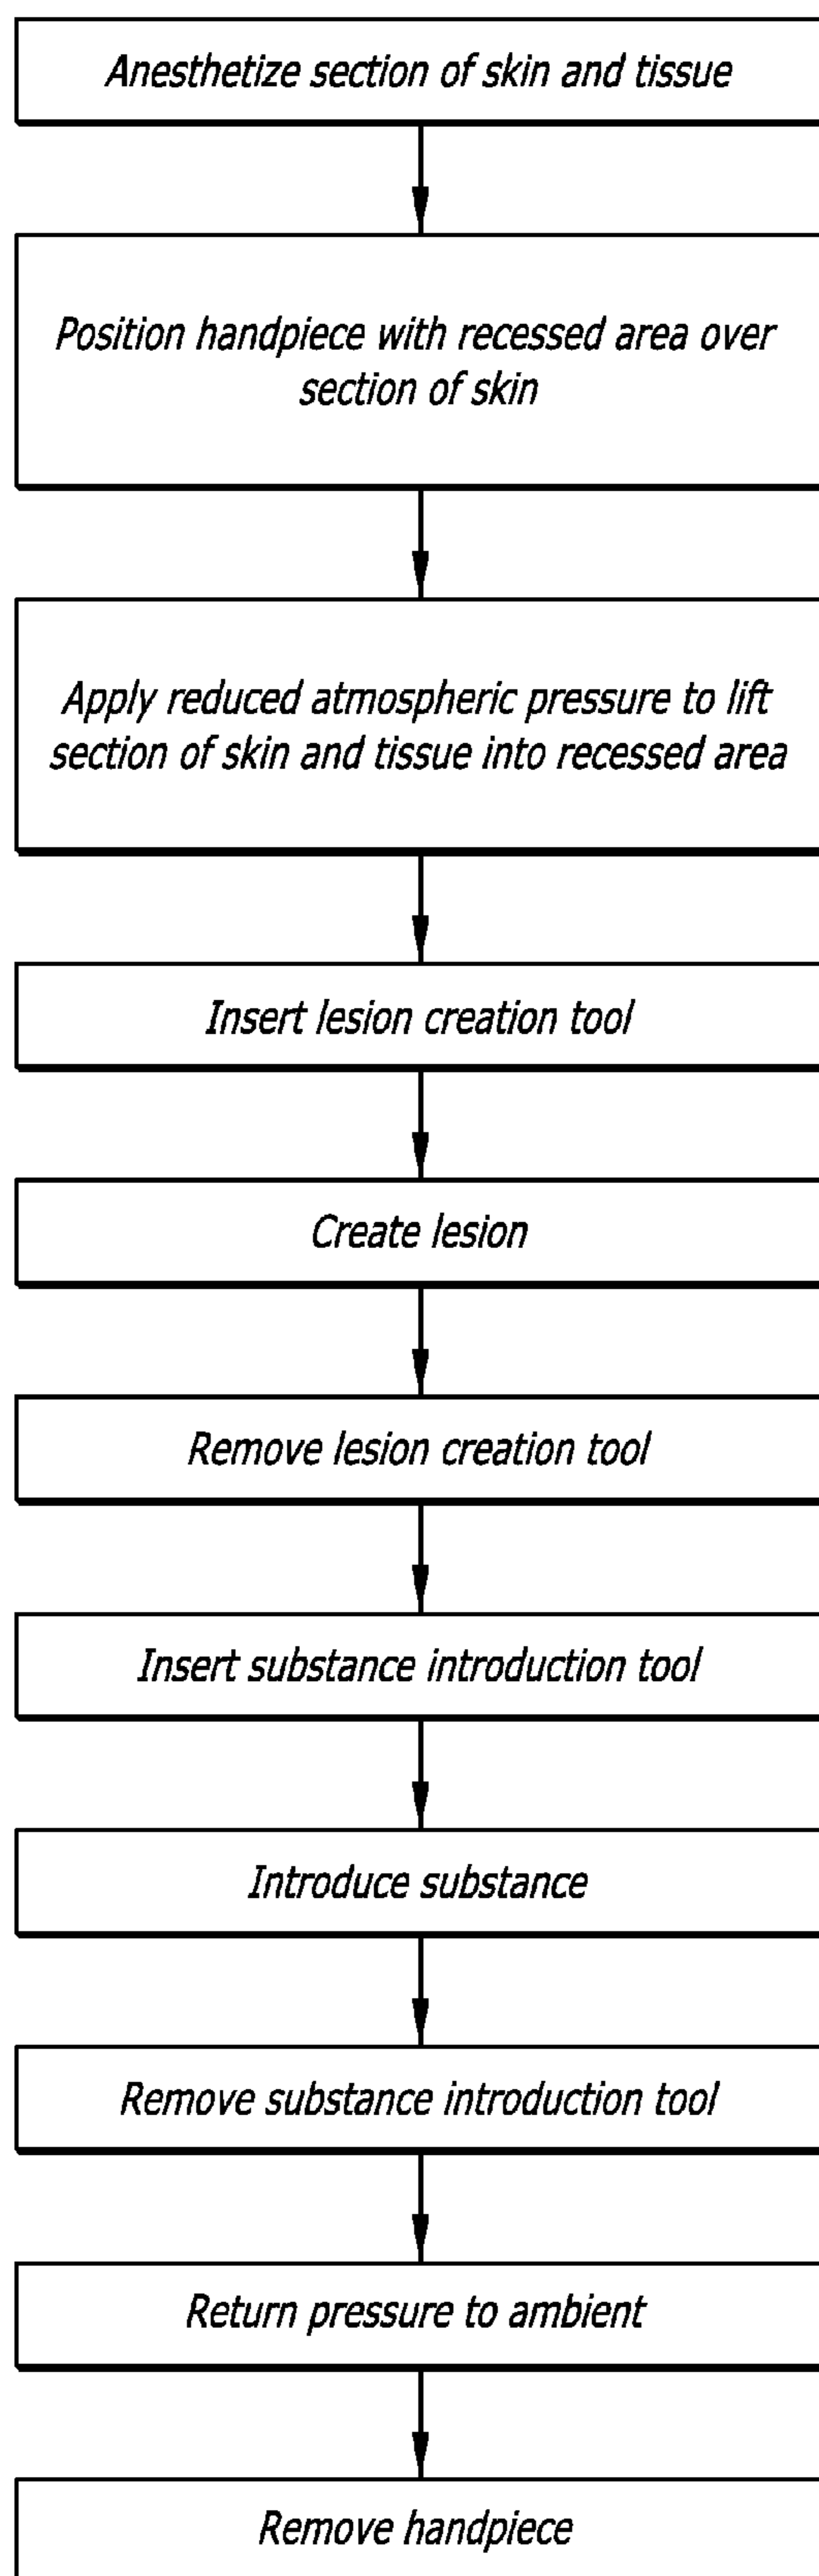 Anesthetize section of skin and tissue
Position handpiece with recessed area over
section of skin
Apply reduced atmospheric pressure to lift
section of skin and tissue into recessed area
Insert lesion creation tool
Create lesion
Remove lesion creation tool
Insert substance introduction tool
Introduce substance
Remove substance introduction tool
Return pressure to ambient
Remove handpiece